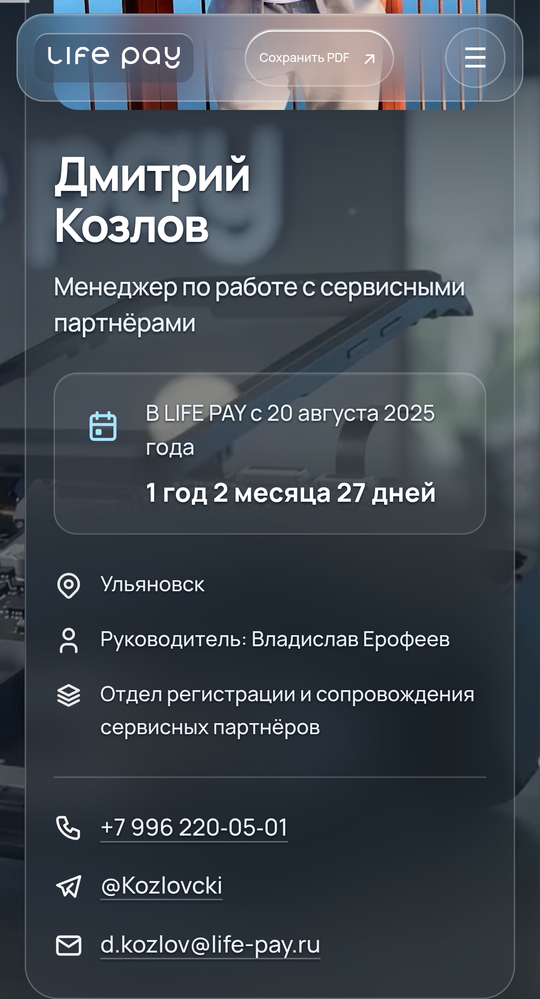 LIFE pay
Сохранить PDF
Дмитрий
Козлов
Менеджер по работе с сервисными
партнёрами
В LIFE PAY с 20 августа 2025
года
1 год 2 месяца 27 дней
Ульяновск
Руководитель: Владислав Ерофеев
Отдел регистрации и сопровождения
сервисных партнёров
+7 996 220-05-01
@Kozlovcki
d.kozlov@life-pay.ru